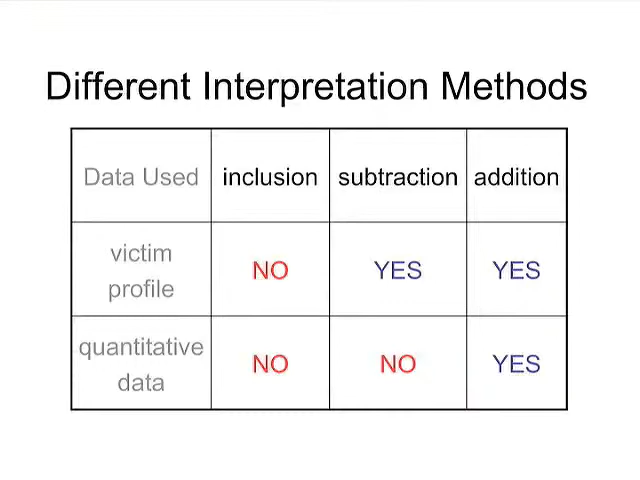 Different Interpretation Methods
Data Used inclusion subtraction addition
victim
profile
NO YES YES
quantitative
data
NO NO YES